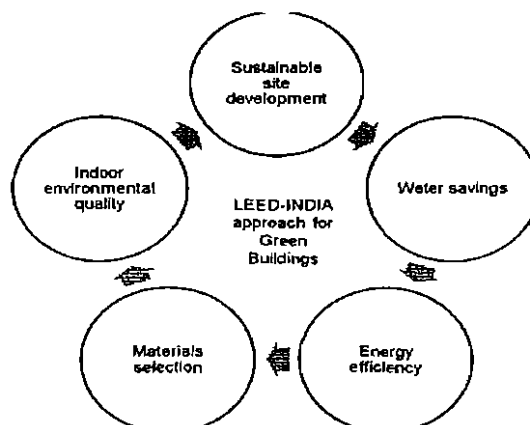 Sustainable
site
development
Indoor
environmental
quality
LEED-INDIA
approach for
Green
Buildings
Water savings
Materials
selection
Energy
efficiency